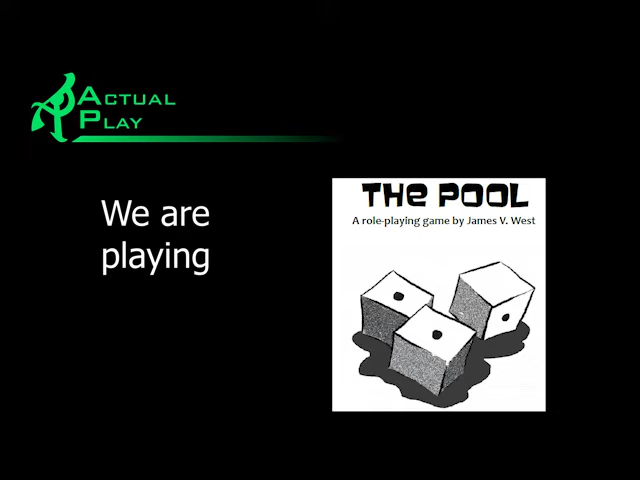 Actual
Play
We are
playing
THE POOL
A role-playing game by James V. West